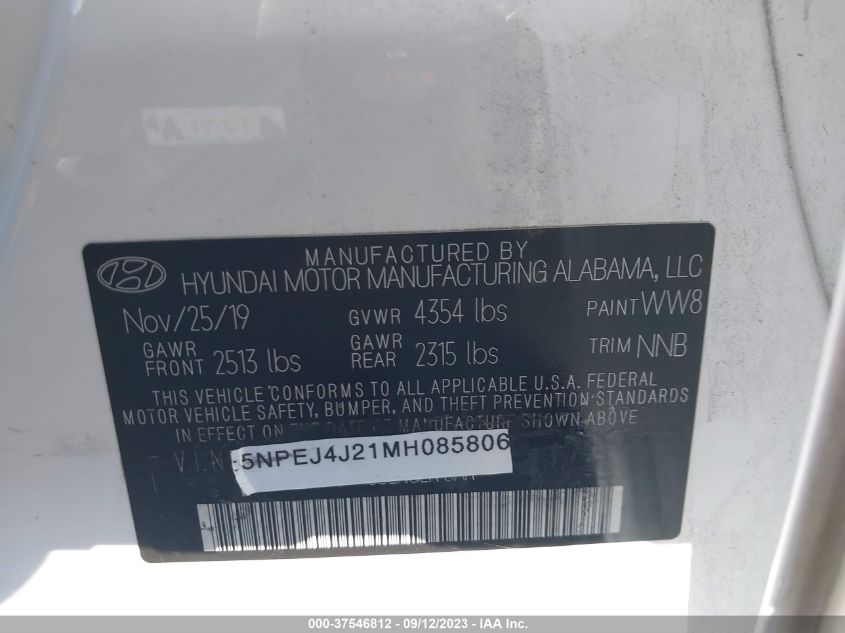 MANUFACTURED BY
HYUNDAI MOTOR MANUFACTURING ALABAMA, LLC
Nov/25/19 GVWR 4354 lbs PAINT WW8
GAWR FRONT 2513 lbs GAWR REAR 2315 lbs TRIM NNB
THIS VEHICLE CONFORMS TO ALL APPLICABLE U.S.A. FEDERAL
MOTOR VEHICLE SAFETY, BUMPER, AND THEFT PREVENTION STANDARDS
IN EFFECT ON THE DATE OF MANUFACTURE SHOWN ABOVE
V.I.N 5NPEJ4J21MH085806
000-37546812 - 09/12/2023 - IAA Inc.